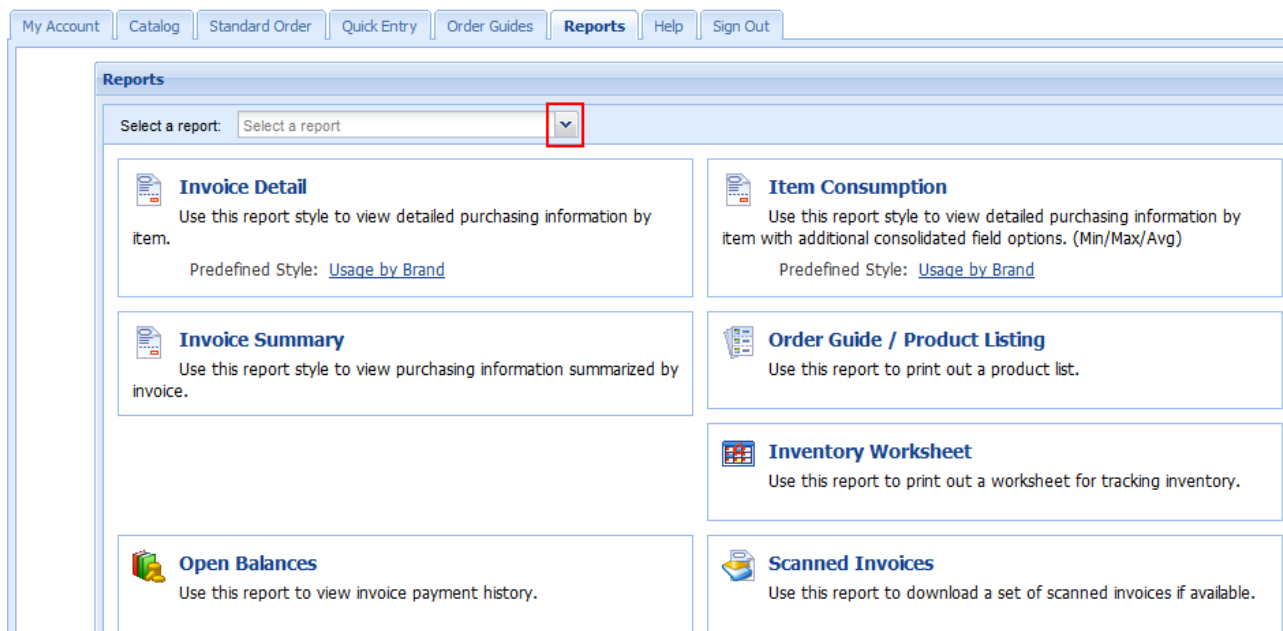 My Account Catalog Standard Order Quick Entry Order Guides Reports Help Sign Out
Reports
Select a report: Select a report
Invoice Detail
Use this report style to view detailed purchasing information by
item.
Predefined Style: Usage by Brand
Item Consumption
Use this report style to view detailed purchasing information by
item with additional consolidated field options. (Min/Max/Avg)
Predefined Style: Usage by Brand
Invoice Summary
Use this report style to view purchasing information summarized by
invoice.
Order Guide / Product Listing
Use this report to print out a product list.
Inventory Worksheet
Use this report to print out a worksheet for tracking inventory.
Open Balances
Use this report to view invoice payment history.
Scanned Invoices
Use this report to download a set of scanned invoices if available.